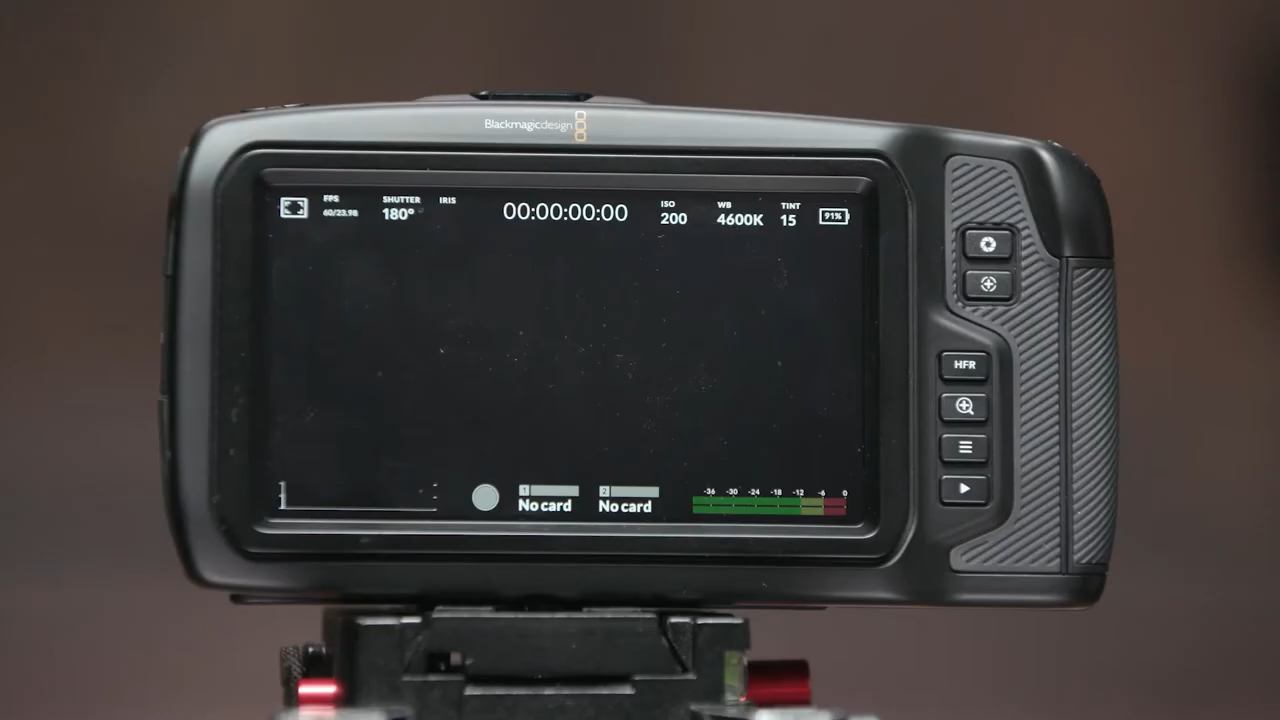 Blackmagicdesign
FPS SHUTTER IRIS ISO WB TINT
60/23.98 180° 00:00:00:00 200 4600K 15 91%
HFR
1 2 -36 -30 -24 -18 -12 -6 0
No card No card